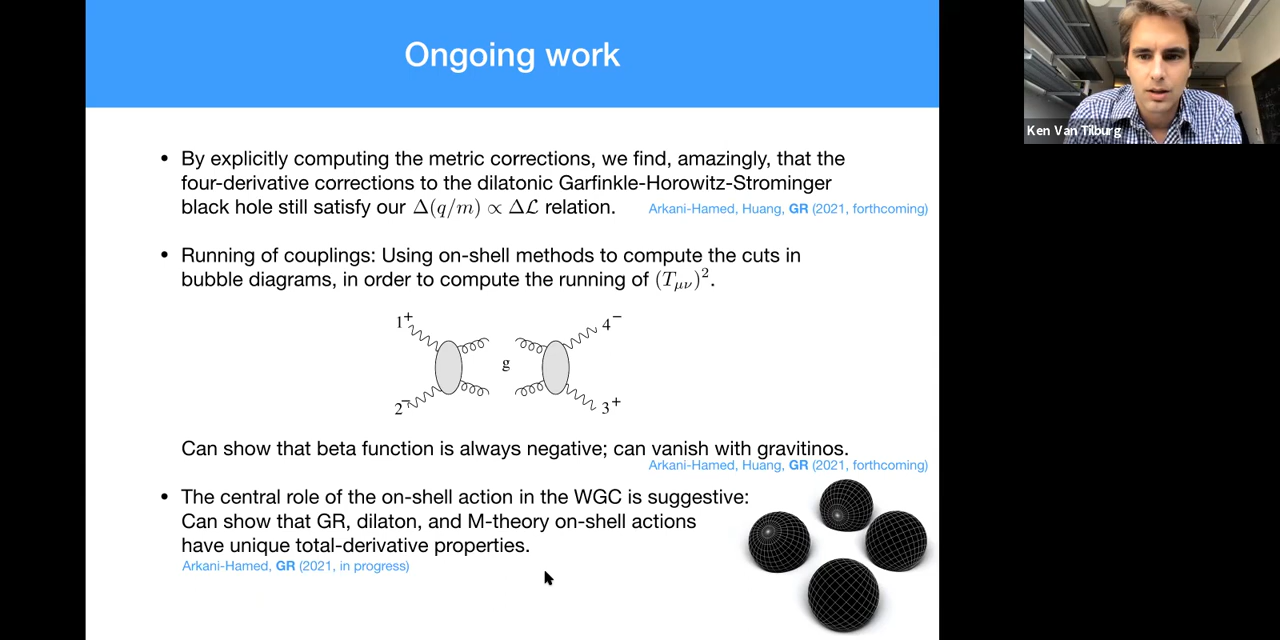 Ongoing work
Ken Van Tilburg
• By explicitly computing the metric corrections, we find, amazingly, that the
four-derivative corrections to the dilatonic Garfinkle-Horowitz-Strominger
black hole still satisfy our Δ(q/m) ∝ Δℒ relation.
Arkani-Hamed, Huang, GR (2021, forthcoming)
• Running of couplings: Using on-shell methods to compute the cuts in
bubble diagrams, in order to compute the running of (Tμν)².
1⁺
4⁻
g
2⁻
3⁺
Can show that beta function is always negative; can vanish with gravitinos.
Arkani-Hamed, Huang, GR (2021, forthcoming)
• The central role of the on-shell action in the WGC is suggestive:
Can show that GR, dilaton, and M-theory on-shell actions
have unique total-derivative properties.
Arkani-Hamed, GR (2021, in progress)